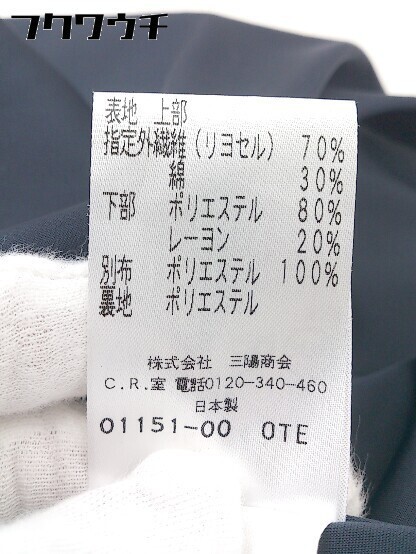 フクワウチ
表地 上部
指定外繊維(リヨセル) 70%
綿 30%
下部 ポリエステル 80%
レーヨン 20%
別布 ポリエステル 100%
裏地 ポリエステル
株式会社 三陽商会
C.R.室 電話0120-340-460
日本製
01151-00 OTE